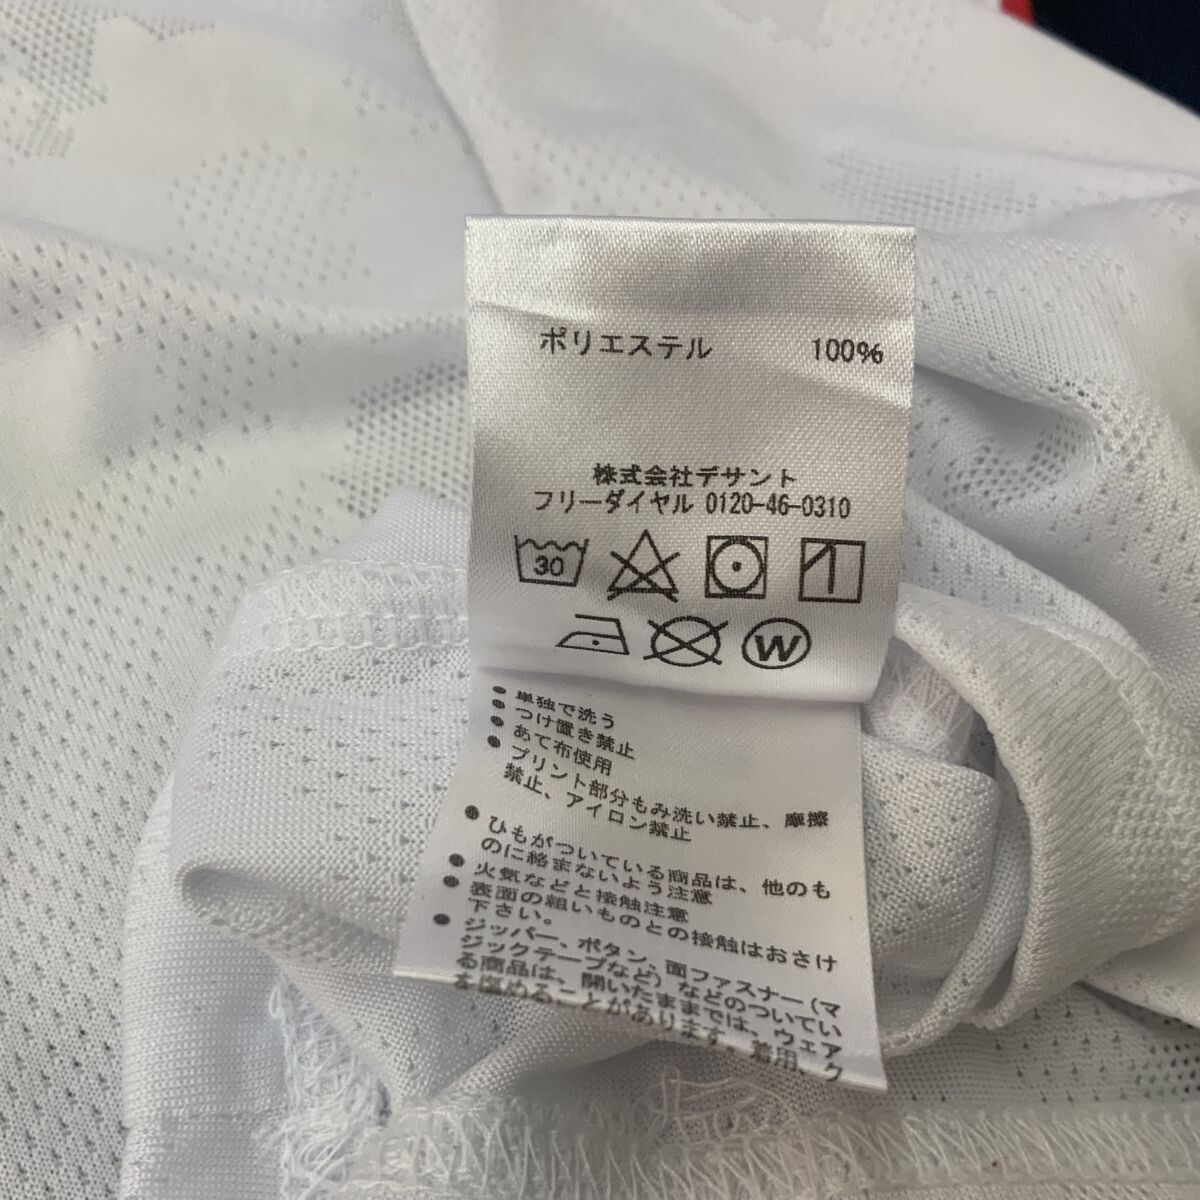 ポリエステル 100%
株式会社デサント
フリーダイヤル 0120-46-0310
30
W
● 単独で洗う
● つけ置き禁止
● あて布使用
● プリント部分もみ洗い禁止、摩擦
禁止、アイロン禁止
● ひもがついている商品は、他のも
のに絡まないよう注意
● 火気などと接触注意
● 表面の粗いものとの接触はおさけ
下さい。
● ジッパー、ボタン、面ファスナー(マ
ジックテープなど)などのついてい
る商品は、開いたままでは、ウェア
を傷めることがあります。着用、ク